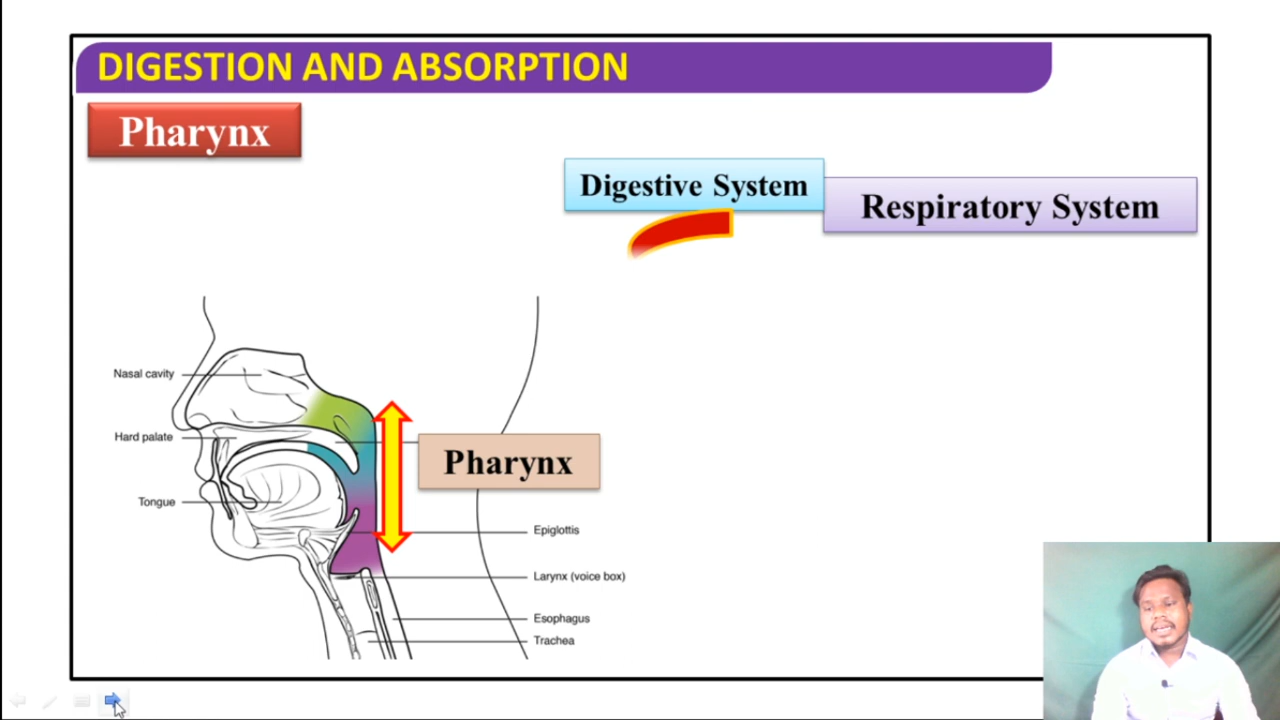 DIGESTION AND ABSORPTION
Pharynx
Digestive System
Respiratory System
Nasal cavity
Hard palate
Pharynx
Tongue
Epiglottis
Larynx (voice box)
Esophagus
Trachea